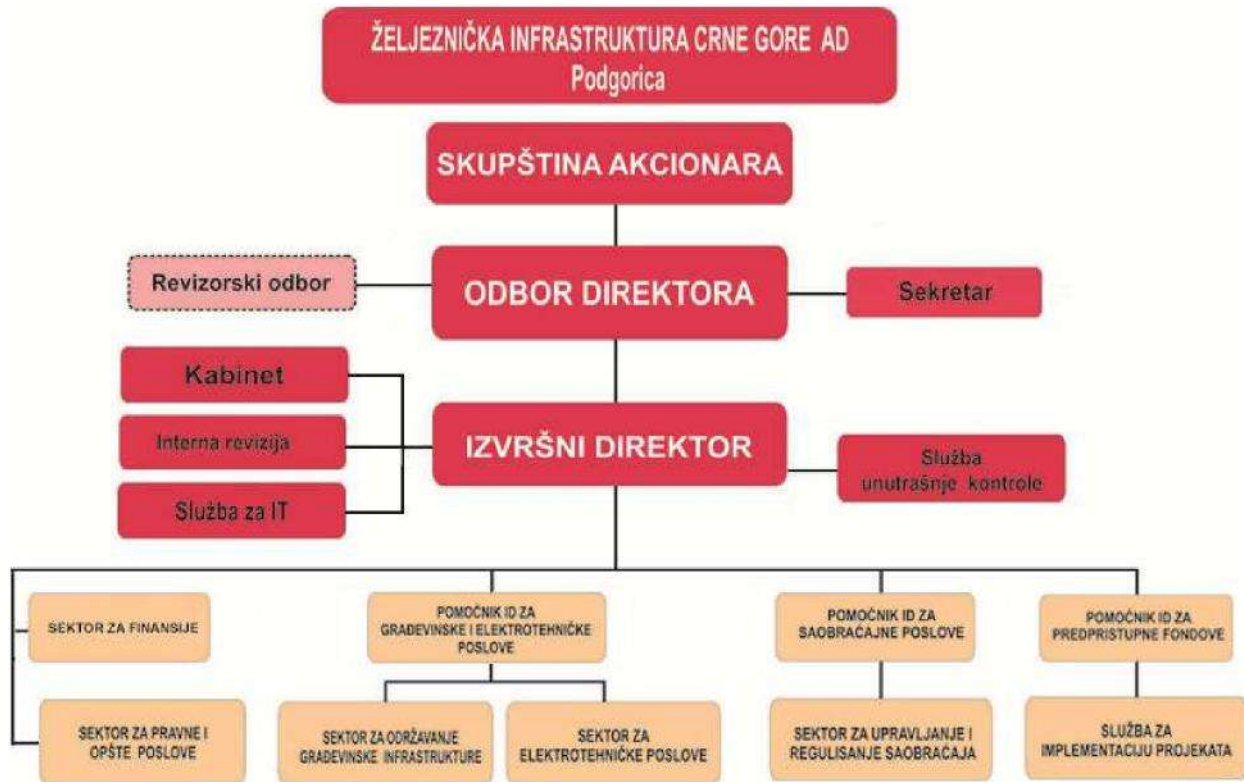 ŽELJEZNIČKA INFRASTRUKTURA CRNE GORE AD
Podgorica
SKUPŠTINA AKCIONARA
Revizorski odbor
ODBOR DIREKTORA
Sekretar
Kabinet
Interna revizija
IZVRŠNI DIREKTOR
Služba
unutrašnje kontrole
Služba za IT
SEKTOR ZA FINANSIJE
POMOĆNIK ID ZA
GRAĐEVINSKE I ELEKTROTEHNIČKE
POSLOVE
POMOĆNIK ID ZA
SAOBRAĆAJNE POSLOVE
POMOĆNIK ID ZA
PREDPRISTUPNE FONDOVE
SEKTOR ZA PRAVNE I
OPŠTE POSLOVE
SEKTOR ZA ODRŽAVANJE
GRAĐEVINSKE INFRASTRUKTURE
SEKTOR ZA
ELEKTROTEHNIČKE POSLOVE
SEKTOR ZA UPRAVLJANJE I
REGULISANJE SAOBRAĆAJA
SLUŽBA ZA
IMPLEMENTACIJU PROJEKATA